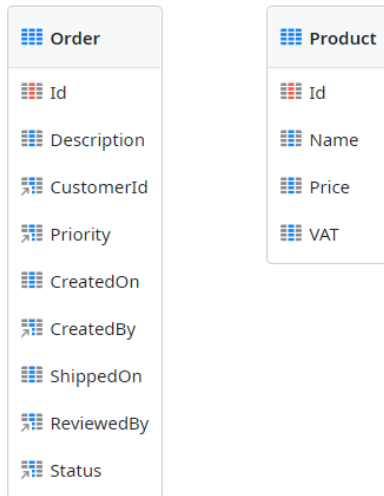 Order
Id
Description
CustomerId
Priority
CreatedOn
CreatedBy
ShippedOn
ReviewedBy
Status
Product
Id
Name
Price
VAT